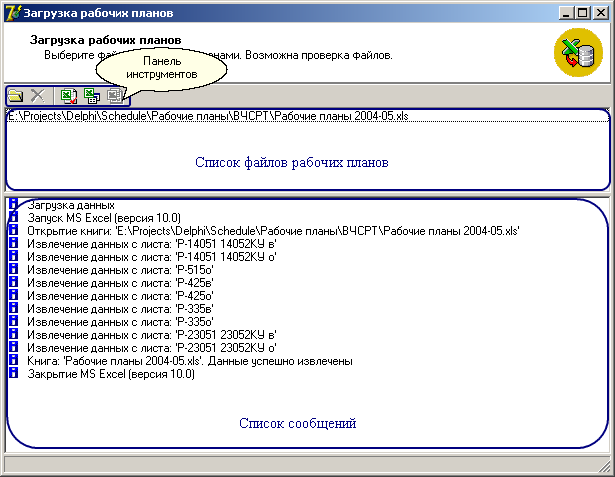 Загрузка рабочих планов
Загрузка рабочих планов
Выберите фай енами. Возможна проверка файлов.
Панель
инструментов
E:\Projects\Delphi\Schedule\Рабочие планы\ВЧСРТ\Рабочие планы 2004-05.xls
Список файлов рабочих планов
Загрузка данных
Запуск MS Excel (версия 10.0)
Открытие книги: 'E:\Projects\Delphi\Schedule\Рабочие планы\ВЧСРТ\Рабочие планы 2004-05.xls'
Извлечение данных с листа: 'Р-14051 14052КУ в'
Извлечение данных с листа: 'Р-14051 14052КУ о'
Извлечение данных с листа: 'Р-515о'
Извлечение данных с листа: 'Р-425в'
Извлечение данных с листа: 'Р-425о'
Извлечение данных с листа: 'Р-335в'
Извлечение данных с листа: 'Р-335о'
Извлечение данных с листа: 'Р-23051 23052КУ в'
Извлечение данных с листа: 'Р-23051 23052КУ о'
Книга: 'Рабочие планы 2004-05.xls'. Данные успешно извлечены
Закрытие MS Excel (версия 10.0)
Список сообщений